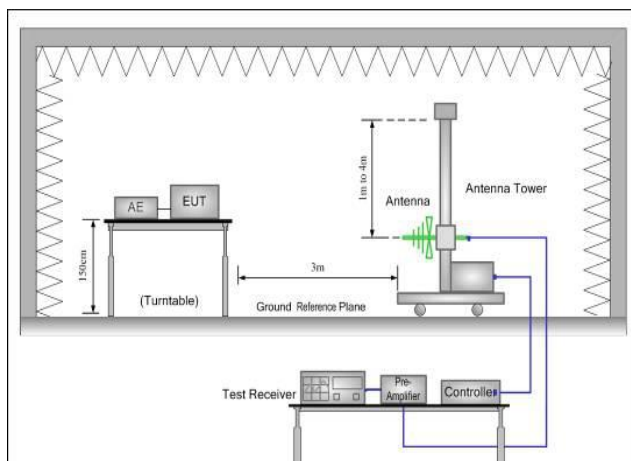 1m to 4m
Antenna
Antenna Tower
AE
EUT
150cm
(Turntable)
3m
Ground Reference Plane
Test Receiver
Pre-
Amplifier
Controller